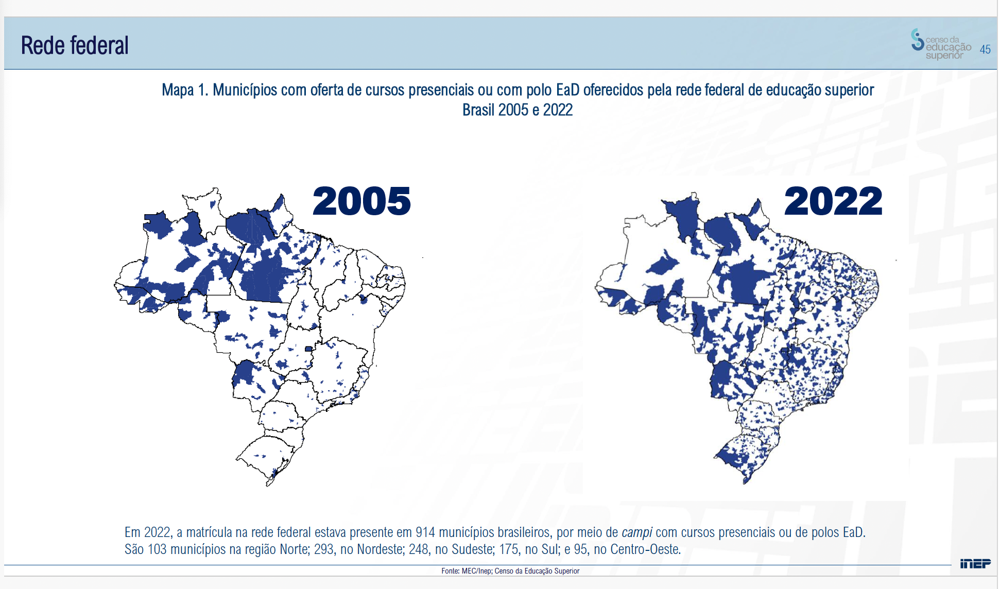 Rede federal
censo da
educação
superior
45
Mapa 1. Municípios com oferta de cursos presenciais ou com polo EaD oferecidos pela rede federal de educação superior
Brasil 2005 e 2022
2005
2022
Em 2022, a matrícula na rede federal estava presente em 914 municípios brasileiros, por meio de campi com cursos presenciais ou de polos EaD.
São 103 municípios na região Norte; 293, no Nordeste; 248, no Sudeste; 175, no Sul; e 95, no Centro-Oeste.
Fonte: MEC/Inep; Censo da Educação Superior
INEP